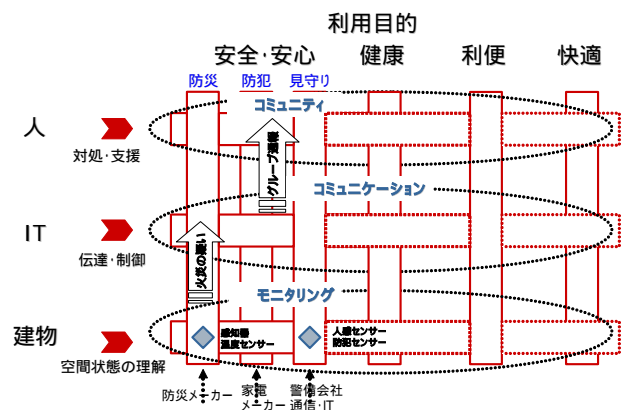 利用目的
安全・安心
健康
利便
快適
防災
防犯
見守り
コミュニティ
人
対処・支援
グループ通報
コミュニケーション
IT
伝達・制御
火災の疑い
モニタリング
建物
空間状態の理解
感知器
温度センサー
人感センサー
防犯センサー
防災メーカー
家電
メーカー
警備会社
通信・IT